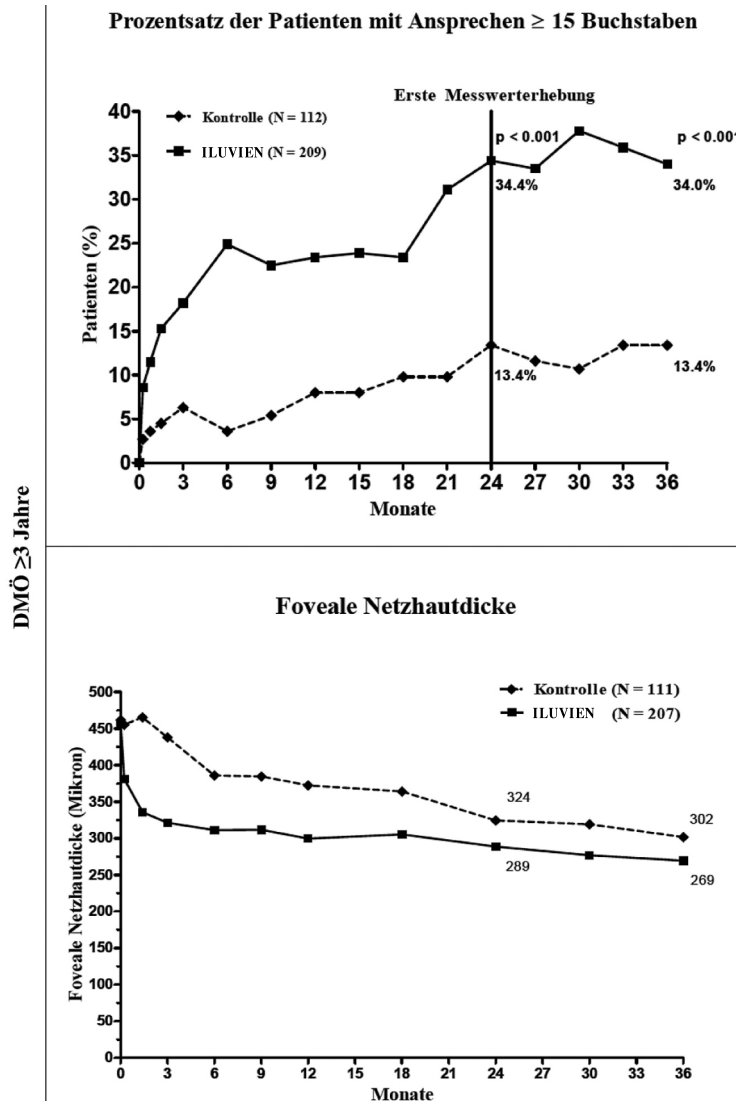 Prozentsatz der Patienten mit Ansprechen ≥ 15 Buchstaben
DMÖ ≥3 Jahre
Erste Messwerterhebung
Kontrolle (N = 112)
ILUVIEN (N = 209)
p < 0.001
p < 0.001
34.4%
34.0%
13.4%
13.4%
Patienten (%)
40
35
30
25
20
15
10
5
0
0 3 6 9 12 15 18 21 24 27 30 33 36
Monate
Foveale Netzhautdicke
Kontrolle (N = 111)
ILUVIEN (N = 207)
324
302
289
269
Foveale Netzhautdicke (Mikron)
500
450
400
350
300
250
200
150
100
50
0
0 3 6 9 12 15 18 21 24 27 30 33 36
Monate